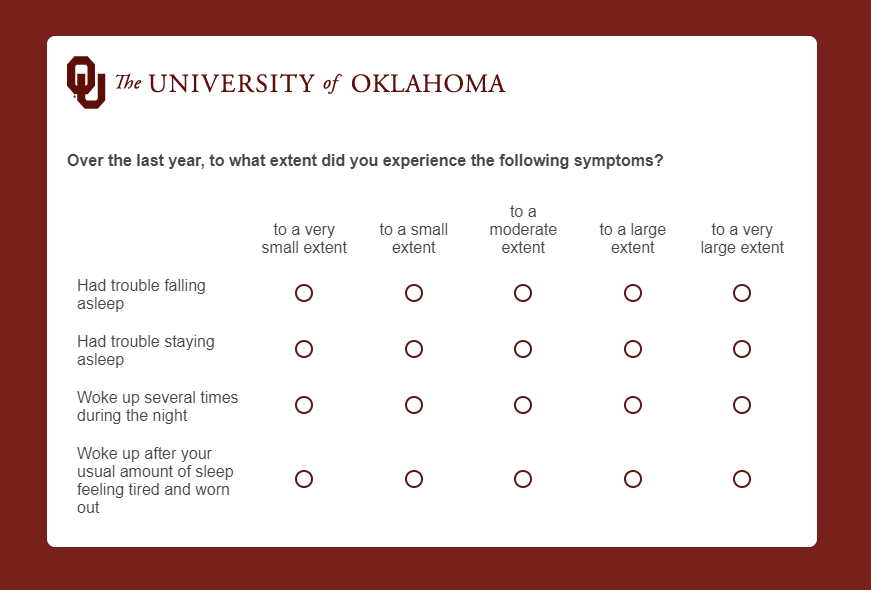 The UNIVERSITY of OKLAHOMA
Over the last year, to what extent did you experience the following symptoms?
to a very
small extent
to a small
extent
to a
moderate
extent
to a large
extent
to a very
large extent
Had trouble falling
asleep
Had trouble staying
asleep
Woke up several times
during the night
Woke up after your
usual amount of sleep
feeling tired and worn
out